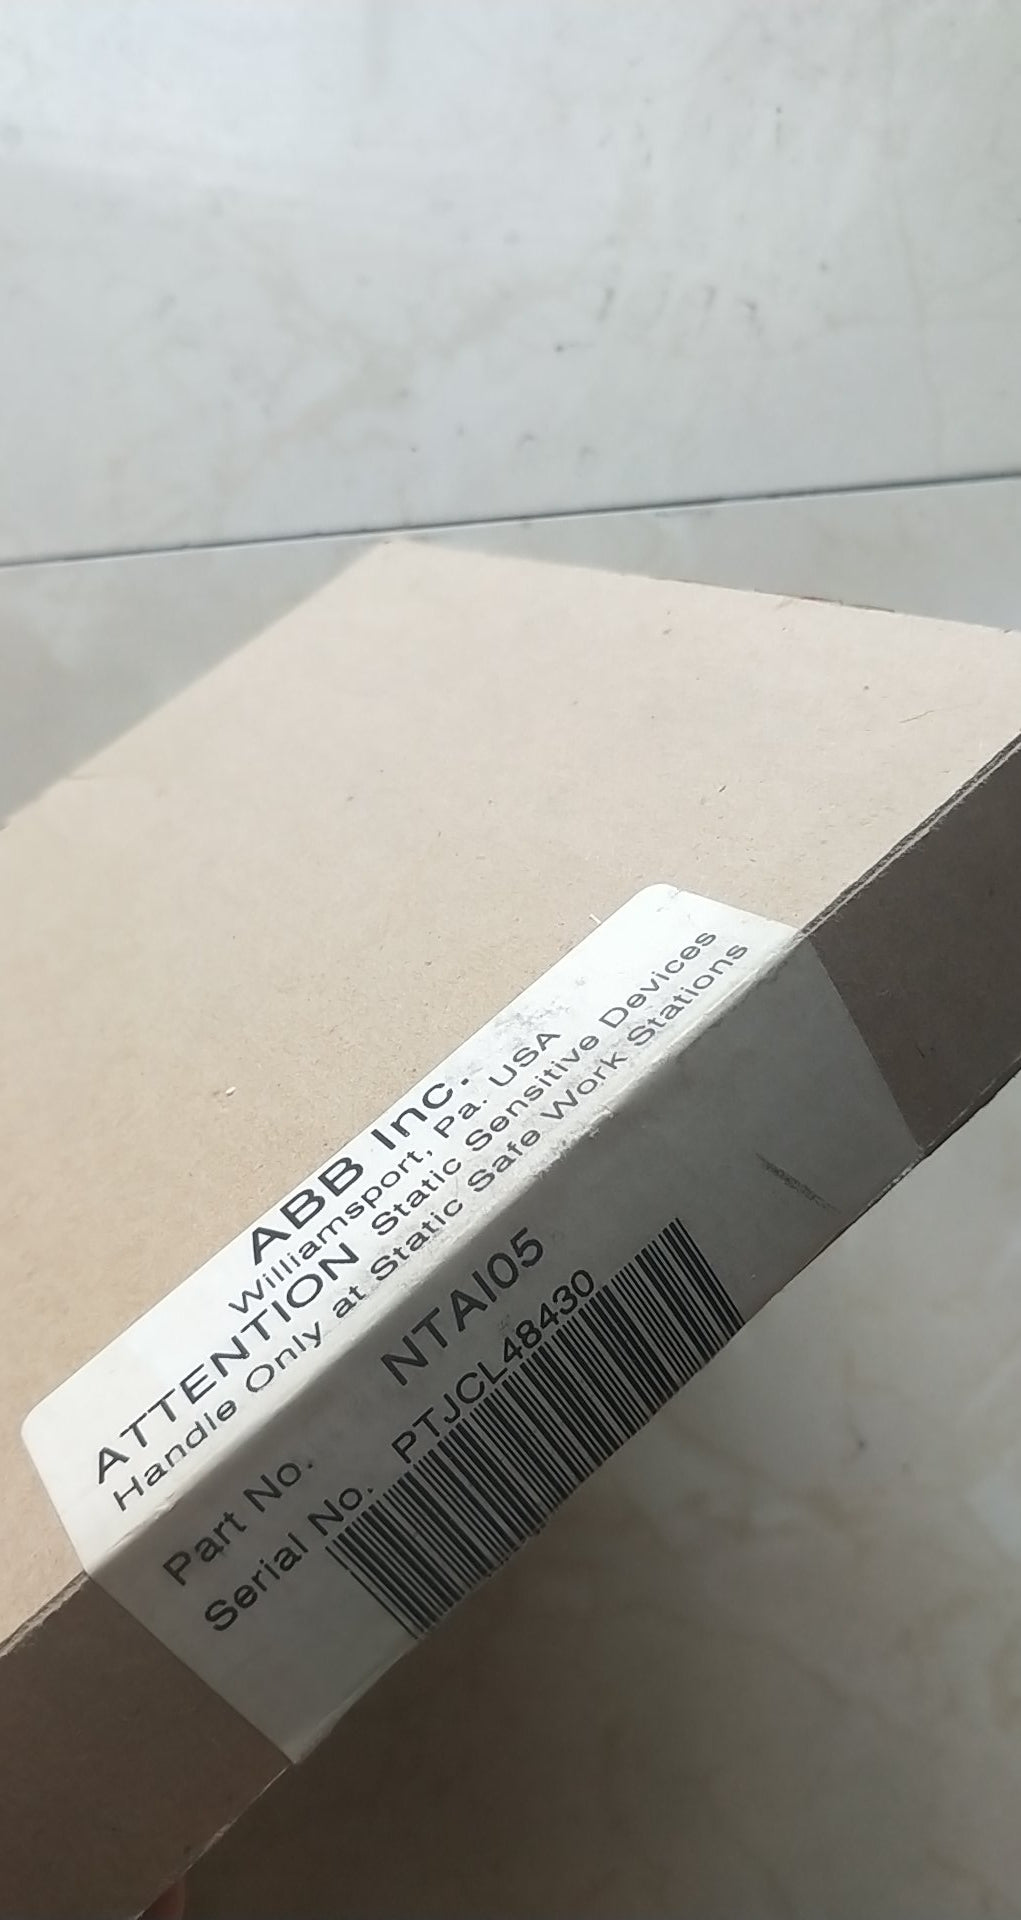 ABB Inc.
Williamsport, Pa. USA
ATTENTION Static Sensitive Devices
Handle Only at Static Safe Work Stations
Part No. NTAI05
Serial No. PTJCL48430